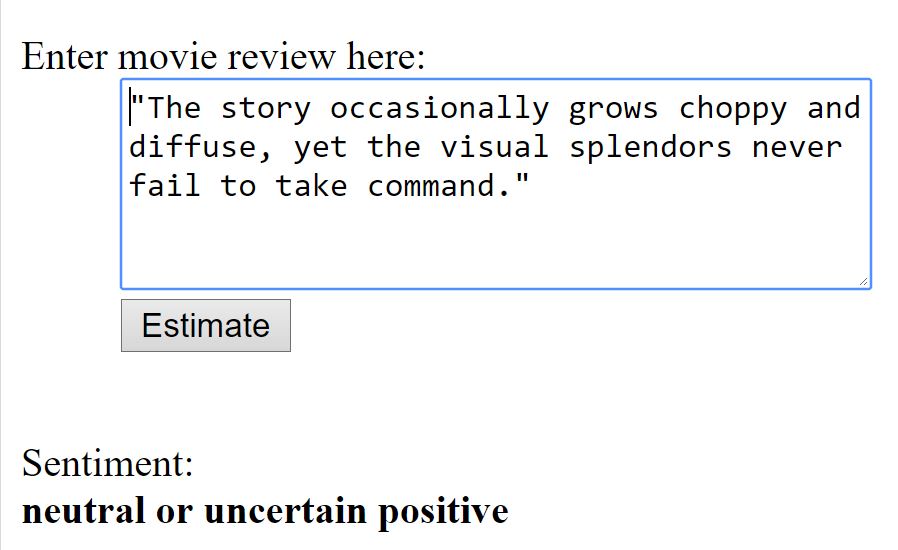 Enter movie review here:
"The story occasionally grows choppy and
diffuse, yet the visual splendors never
fail to take command."
Estimate
Sentiment:
neutral or uncertain positive